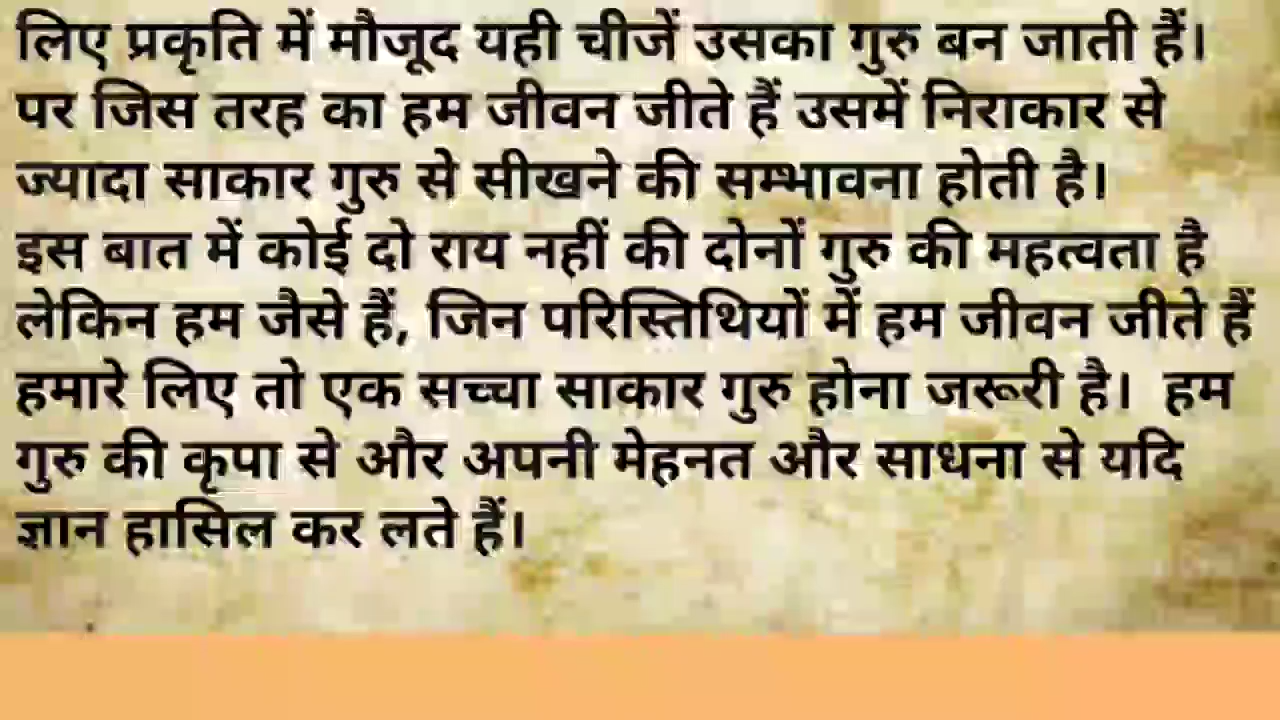 लिए प्रकृति में मौजूद यही चीजें उसका गुरु बन जाती हैं।
पर जिस तरह का हम जीवन जीते हैं उसमें निराकार से
ज्यादा साकार गुरु से सीखने की सम्भावना होती है।
इस बात में कोई दो राय नहीं की दोनों गुरु की महत्वता है
लेकिन हम जैसे हैं, जिन परिस्तिथियों में हम जीवन जीते हैं
हमारे लिए तो एक सच्चा साकार गुरु होना जरूरी है। हम
गुरु की कृपा से और अपनी मेहनत और साधना से यदि
ज्ञान हासिल कर लते हैं।